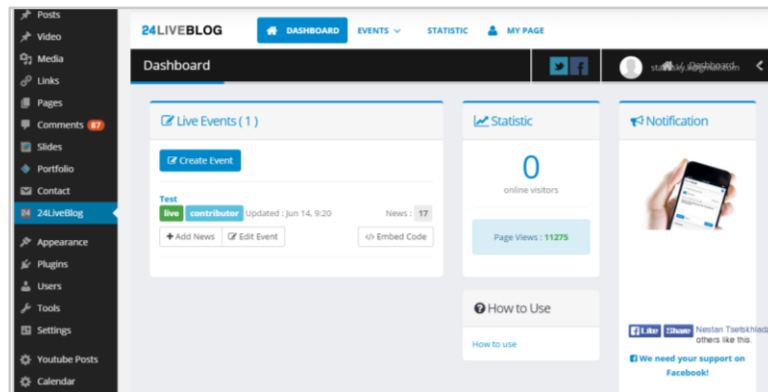 Posts
Video
Media
Links
Pages
Comments 87
Slides
Portfolio
Contact
24 24LiveBlog
Appearance
Plugins
Users
Tools
Settings
Youtube Posts
Calendar
24LIVEBLOG DASHBOARD EVENTS STATISTIC MY PAGE
Dashboard
Dashboard
Live Events ( 1 )
Create Event
Test
live contributor Updated : Jun 14, 9:20 News : 17
Add News Edit Event Embed Code
Statistic
0
online visitors
Page Views : 11275
How to Use
How to use
Notification
Like Share Nestan Tsetskhlad
others like this.
We need your support on
Facebook!